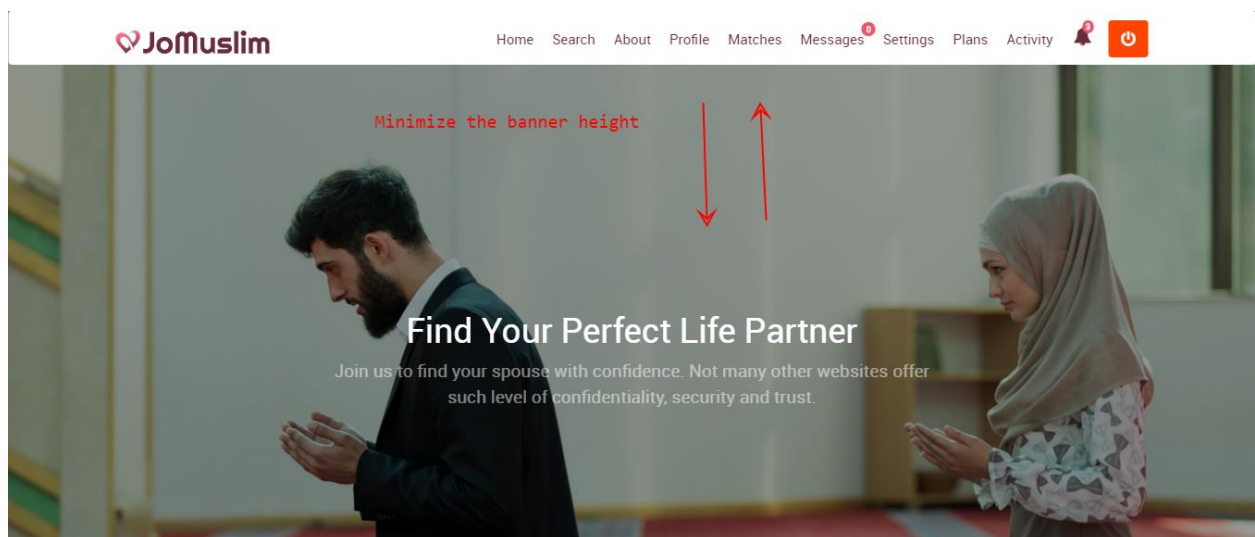 JoMuslim
Home Search About Profile Matches Messages 0 Settings Plans Activity 3
Minimize the banner height
Find Your Perfect Life Partner
Join us to find your spouse with confidence. Not many other websites offer
such level of confidentiality, security and trust.